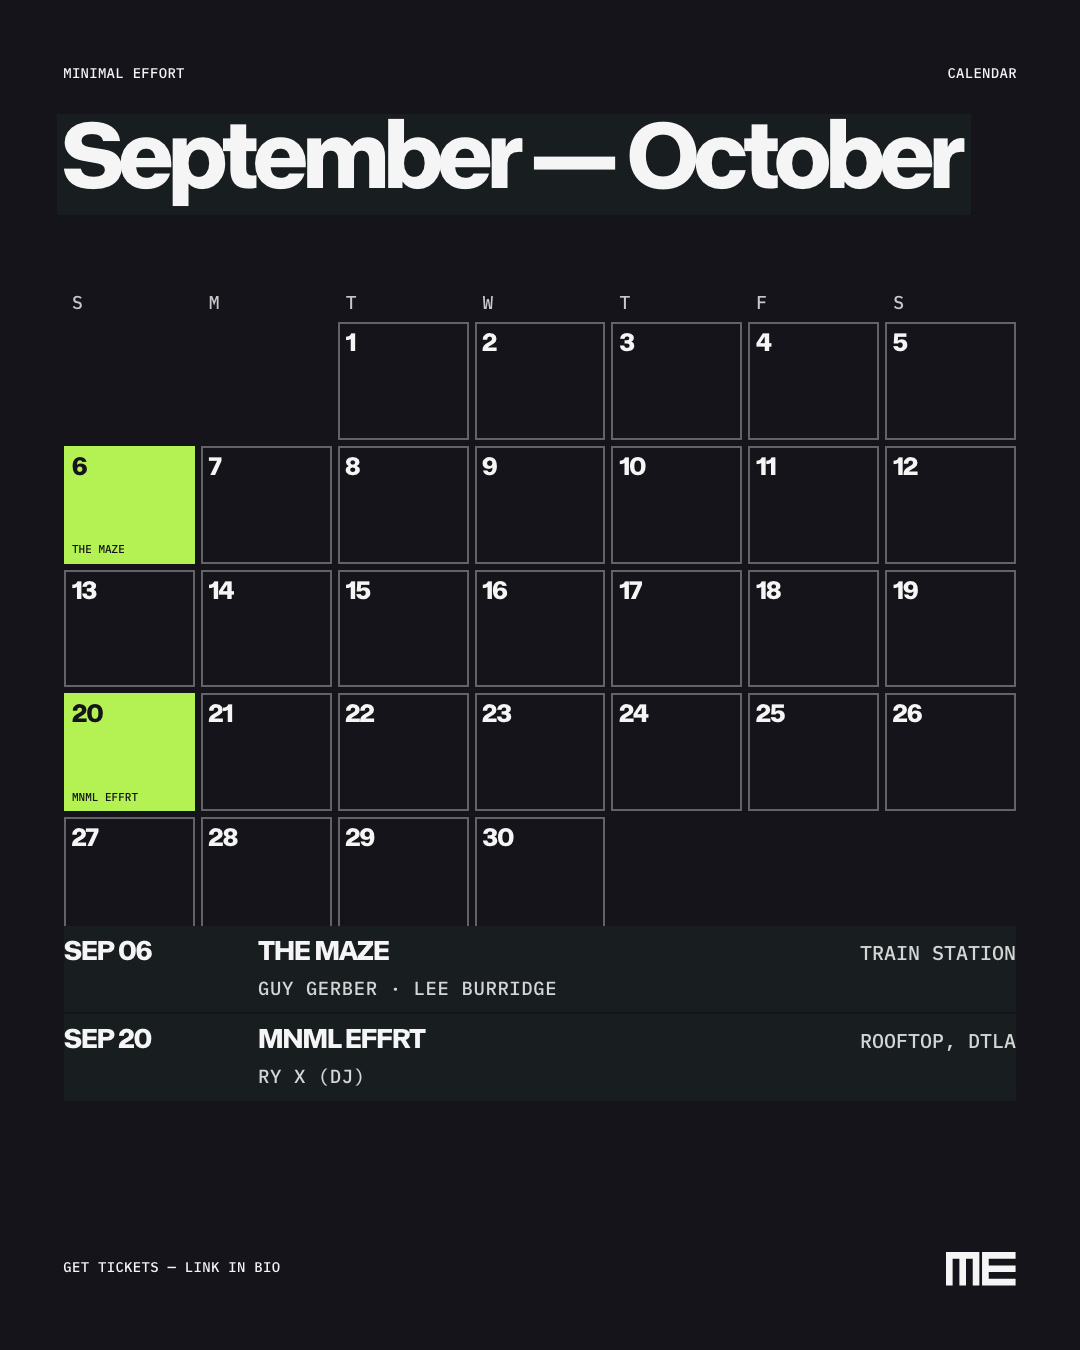 MINIMAL EFFORT CALENDAR
September — October
S M T W T F S
1 2 3 4 5
6 7 8 9 10 11 12
THE MAZE
13 14 15 16 17 18 19
20 21 22 23 24 25 26
MNML EFFRT
27 28 29 30
SEP 06 THE MAZE TRAIN STATION
GUY GERBER · LEE BURRIDGE
SEP 20 MNML EFFRT ROOFTOP, DTLA
RY X (DJ)
GET TICKETS — LINK IN BIO ME